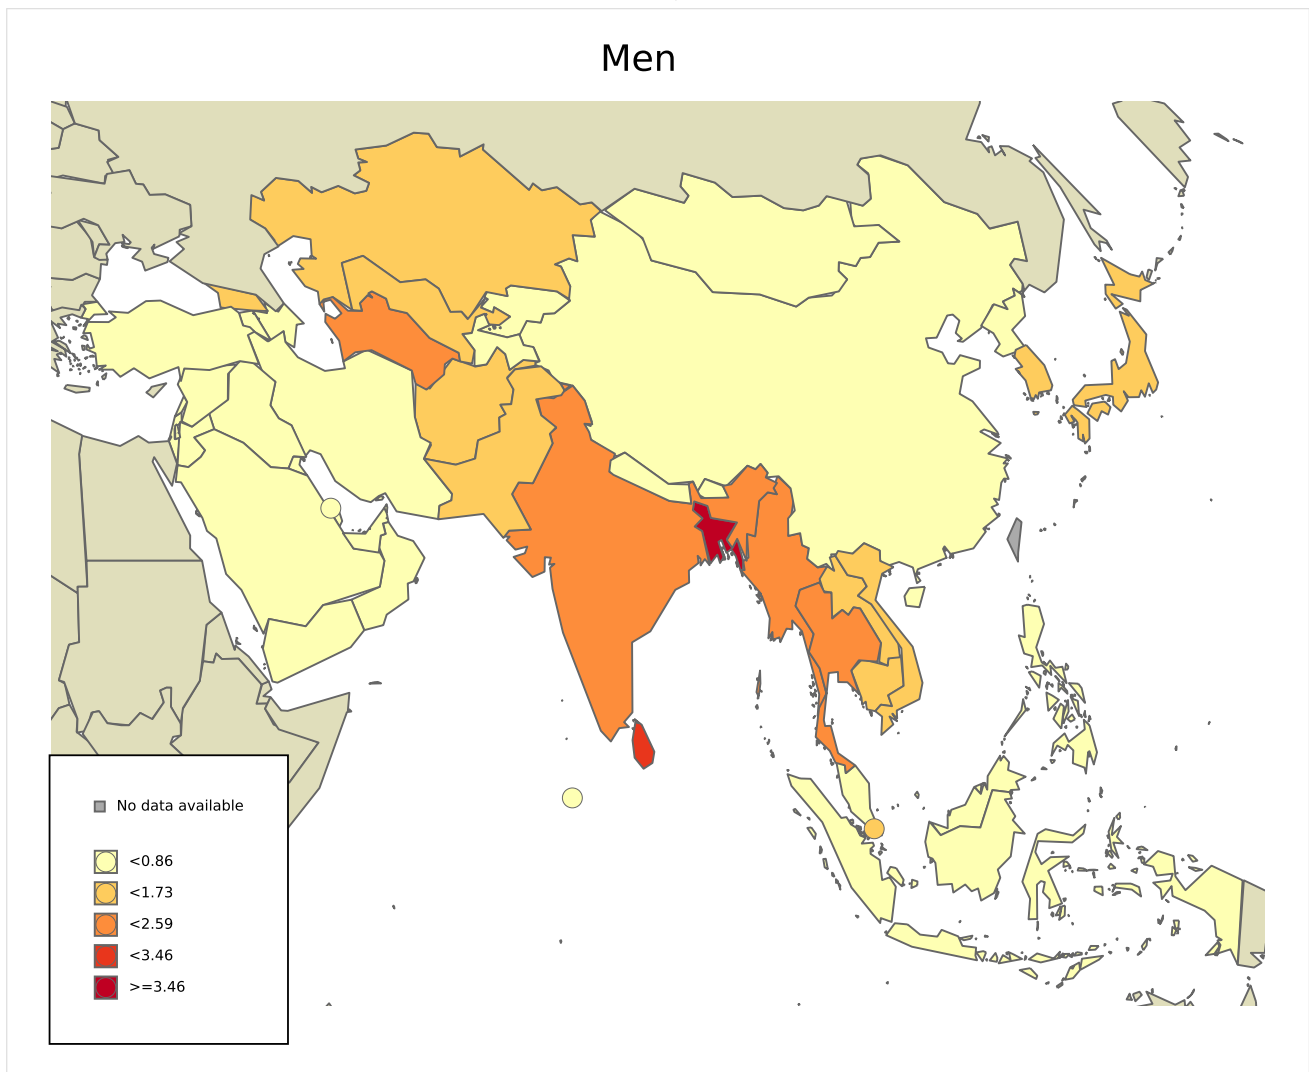 Men
No data available
<0.86
<1.73
<2.59
<3.46
>=3.46